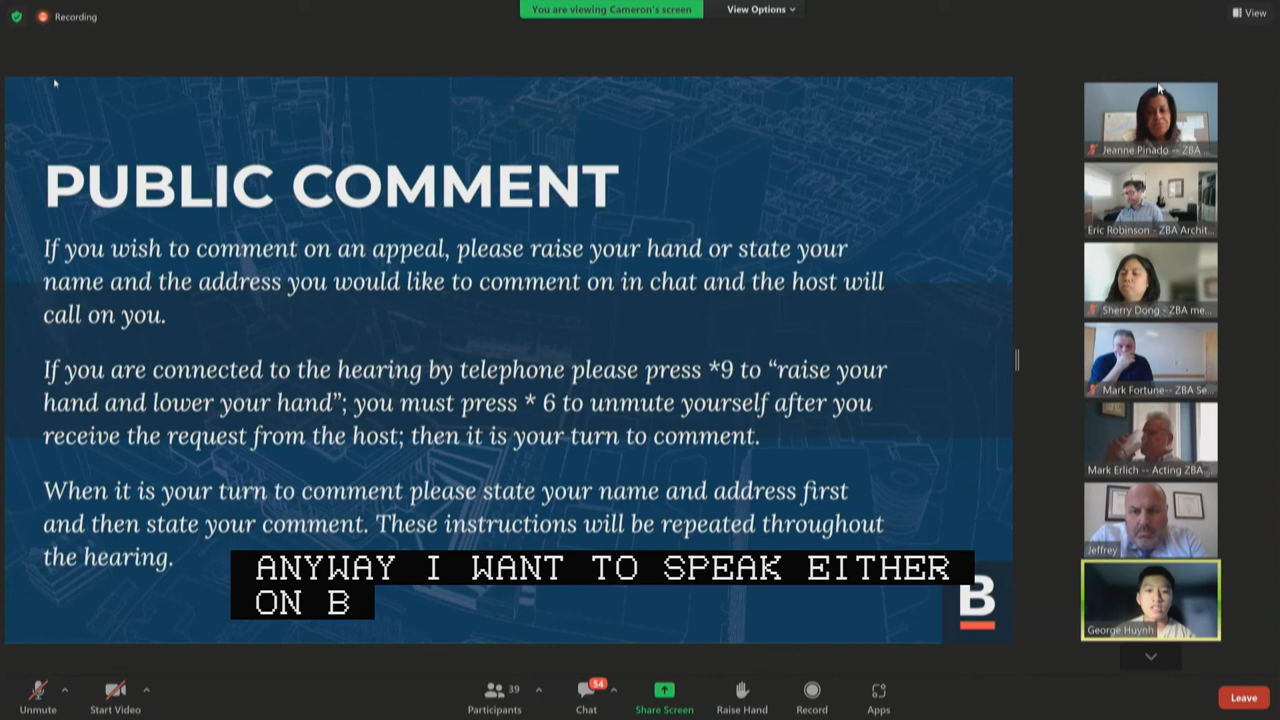 Recording
You are viewing Cameron's screen
View Options
View
PUBLIC COMMENT
If you wish to comment on an appeal, please raise your hand or state your
name and the address you would like to comment on in chat and the host will
call on you.
If you are connected to the hearing by telephone please press *9 to “raise your
hand and lower your hand”; you must press * 6 to unmute yourself after you
receive the request from the host; then it is your turn to comment.
When it is your turn to comment please state your name and address first
and then state your comment. These instructions will be repeated throughout
the hearing.
ANYWAY I WANT TO SPEAK EITHER
ON B
B
Jeanne Pinado -- ZBA ...
Eric Robinson - ZBA Archit...
Sherry Dong - ZBA me...
Mark Fortune-- ZBA Se...
Mark Erlich -- Acting ZBA ...
Jeffrey
George Huynh
Unmute
Start Video
Participants
39
Chat
54
Share Screen
Raise Hand
Record
Apps
Leave